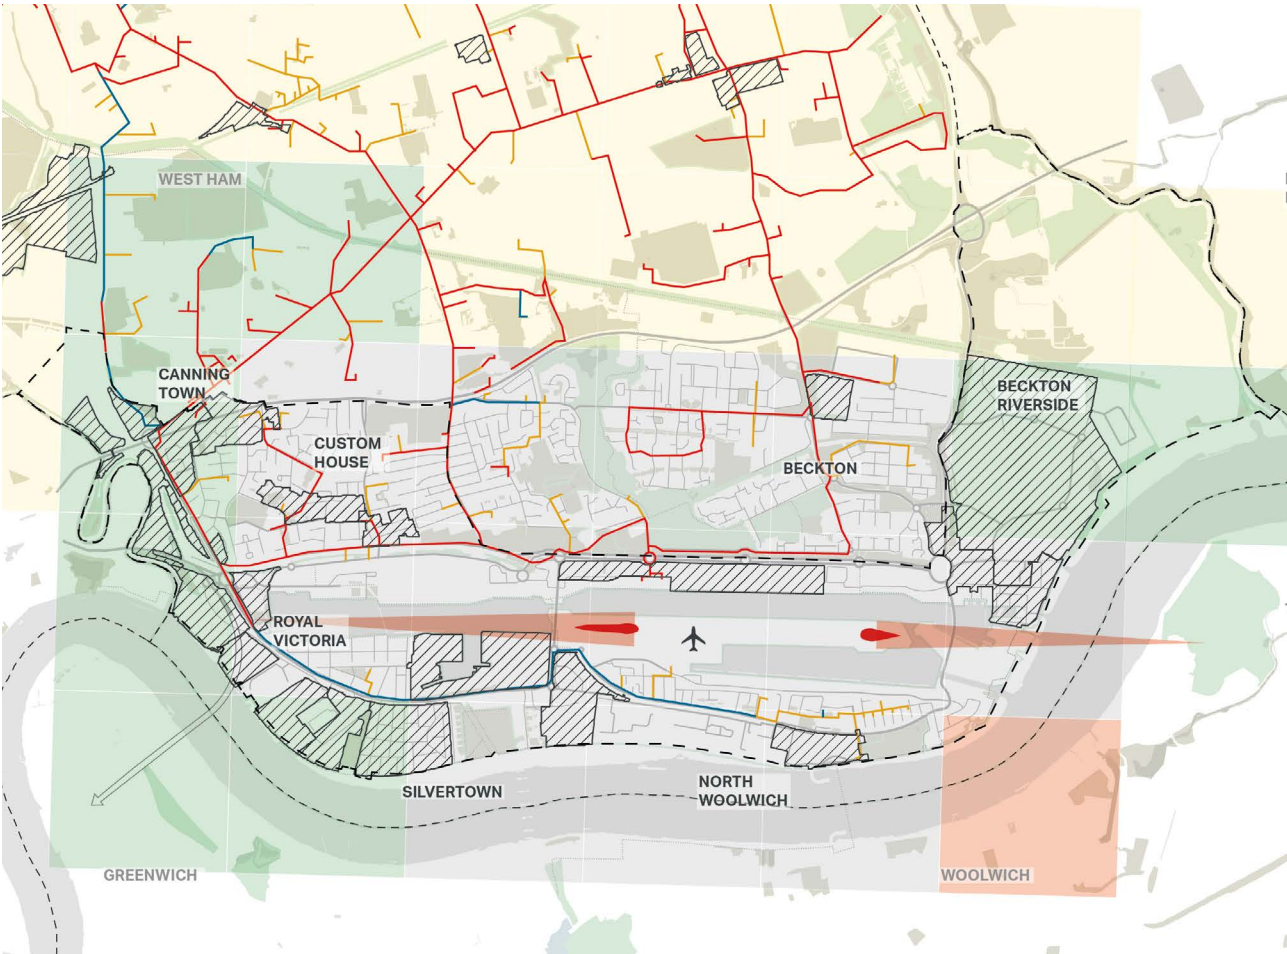 WEST HAM
CANNING
TOWN
BECKTON
RIVERSIDE
CUSTOM
HOUSE
BECKTON
ROYAL
VICTORIA
NORTH
WOOLWICH
SILVERTOWN
GREENWICH
WOOLWICH